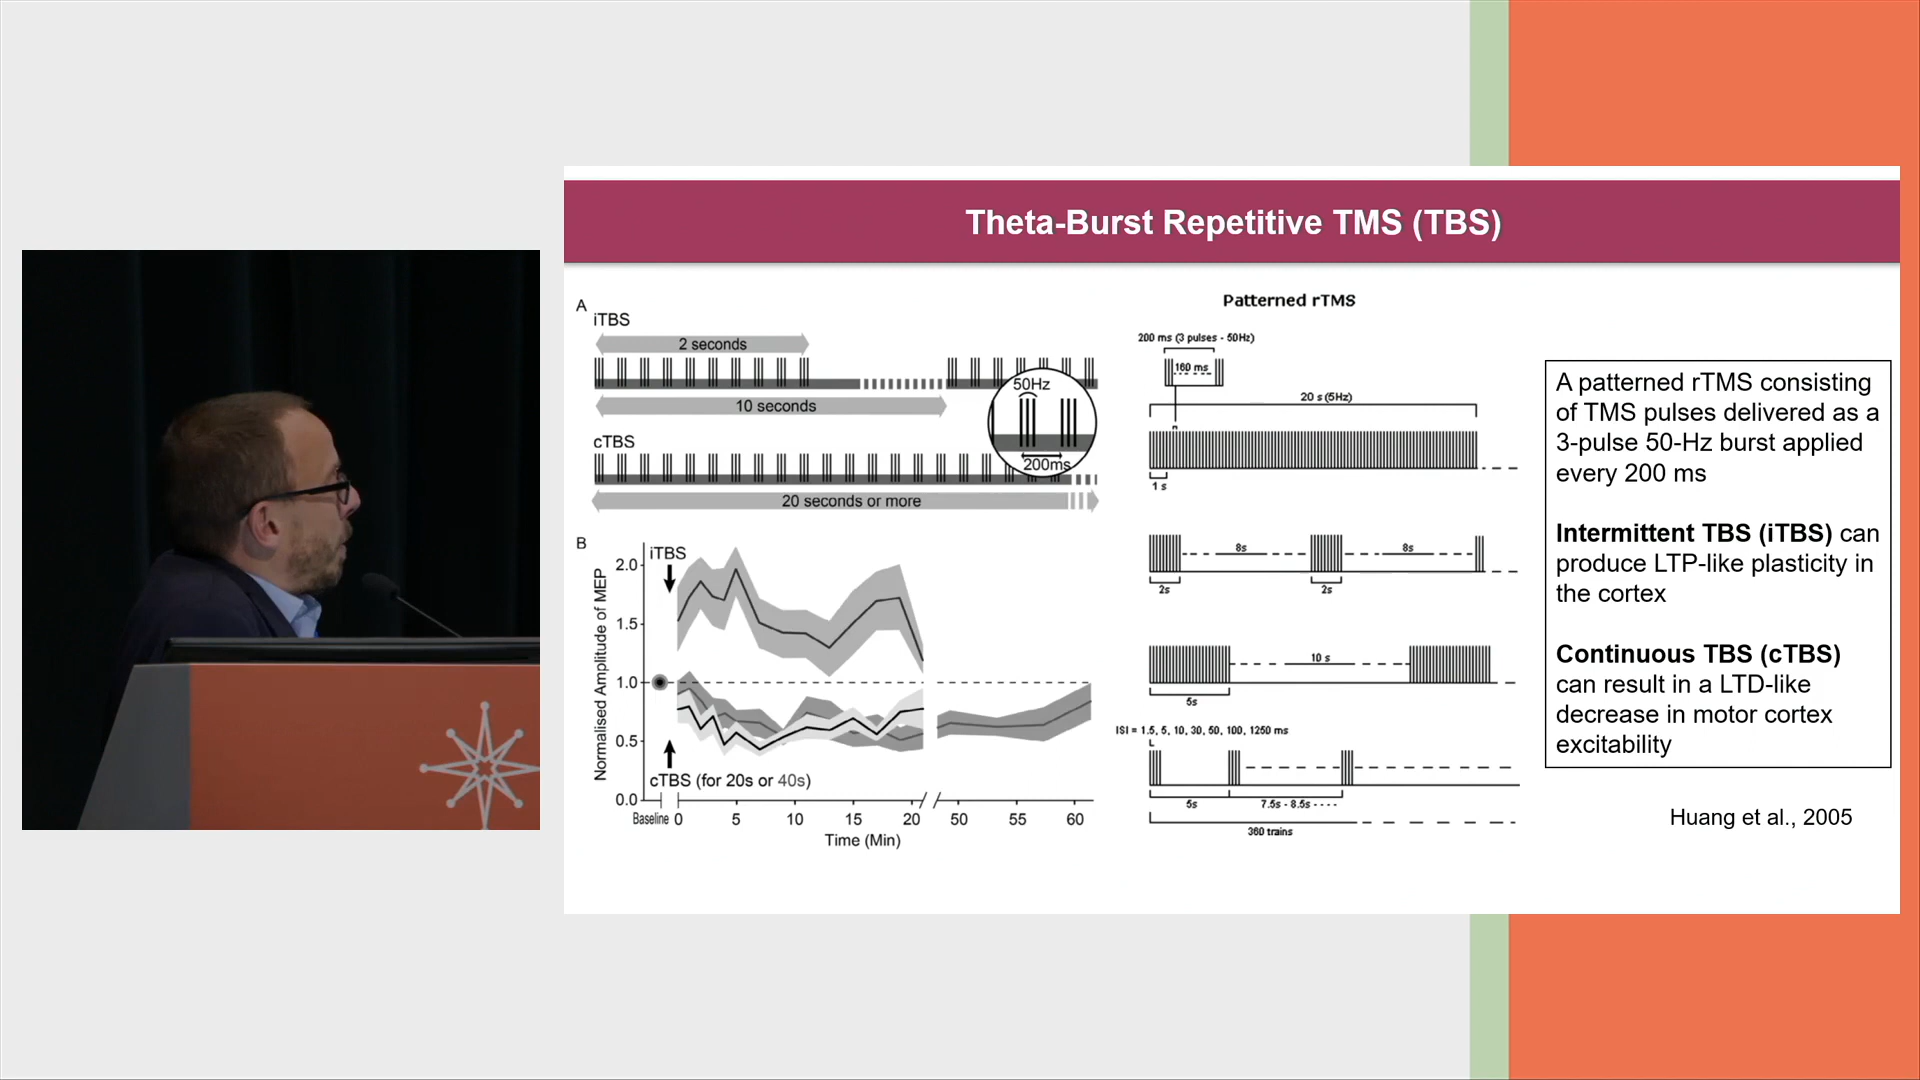 Theta-Burst Repetitive TMS (TBS)
A
iTBS
2 seconds
10 seconds
50Hz
200ms
cTBS
20 seconds or more
B
iTBS
Normalised Amplitude of MEP
2.0
1.5
1.0
0.5
0.0
cTBS (for 20s or 40s)
Baseline 0 5 10 15 20 50 55 60
Time (Min)
Patterned rTMS
200 ms (3 pulses - 50Hz)
160 ms
20 s (5Hz)
1 s
8s 8s
2s 2s
10 s
5s
ISI = 1.5, 5, 10, 30, 50, 100, 1250 ms
5s 7.5s - 8.5s ----
360 trains
A patterned rTMS consisting
of TMS pulses delivered as a
3-pulse 50-Hz burst applied
every 200 ms
Intermittent TBS (iTBS) can
produce LTP-like plasticity in
the cortex
Continuous TBS (cTBS)
can result in a LTD-like
decrease in motor cortex
excitability
Huang et al., 2005